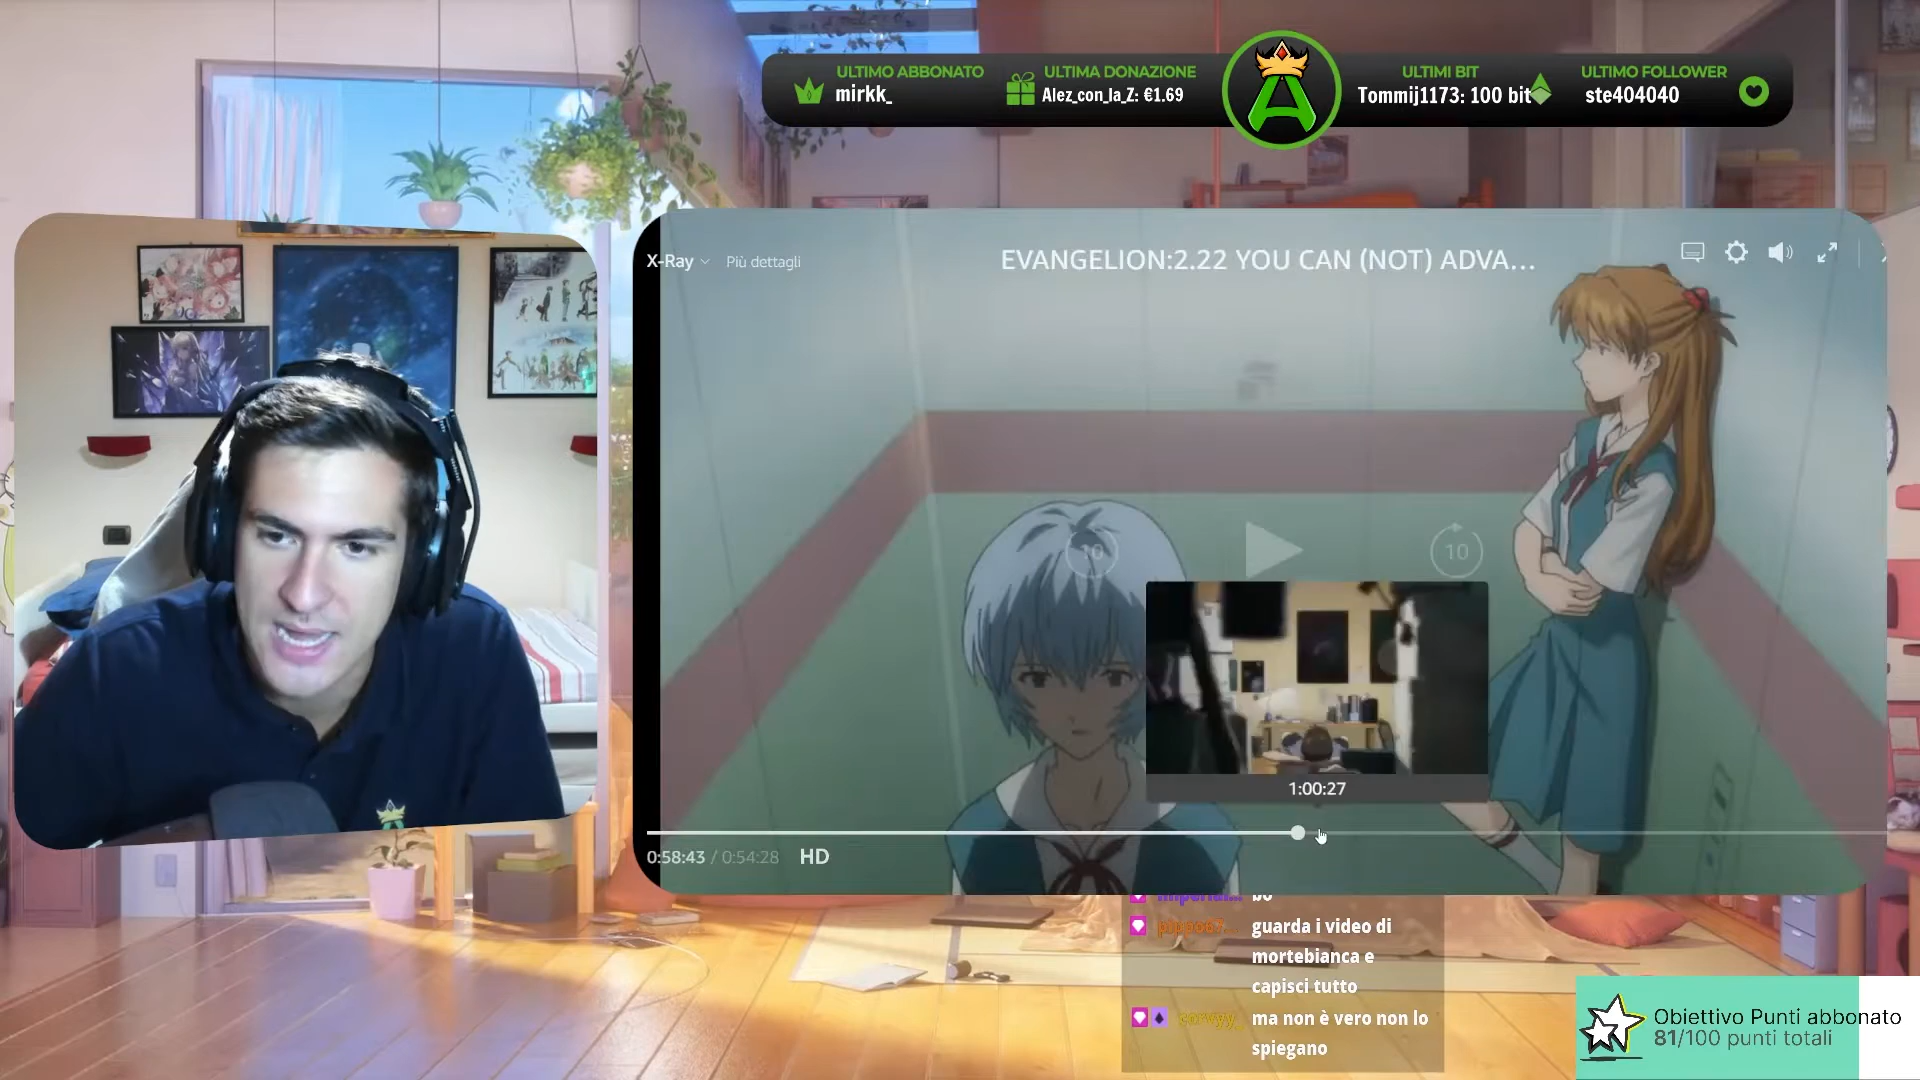 ULTIMO ABBONATO
mirkk_
ULTIMA DONAZIONE
Alez_con_la_Z: €1.69
A
ULTIMI BIT
Tommij1173: 100 bit
ULTIMO FOLLOWER
ste404040
X-Ray
Più dettagli
EVANGELION:2.22 YOU CAN (NOT) ADVA...
10
10
1:00:27
0:58:43 / 0:54:28
HD
bo
guarda i video di
mortebianca e
capisci tutto
corvyy_ ma non è vero non lo
spiegano
Obiettivo Punti abbonato
81/100 punti totali